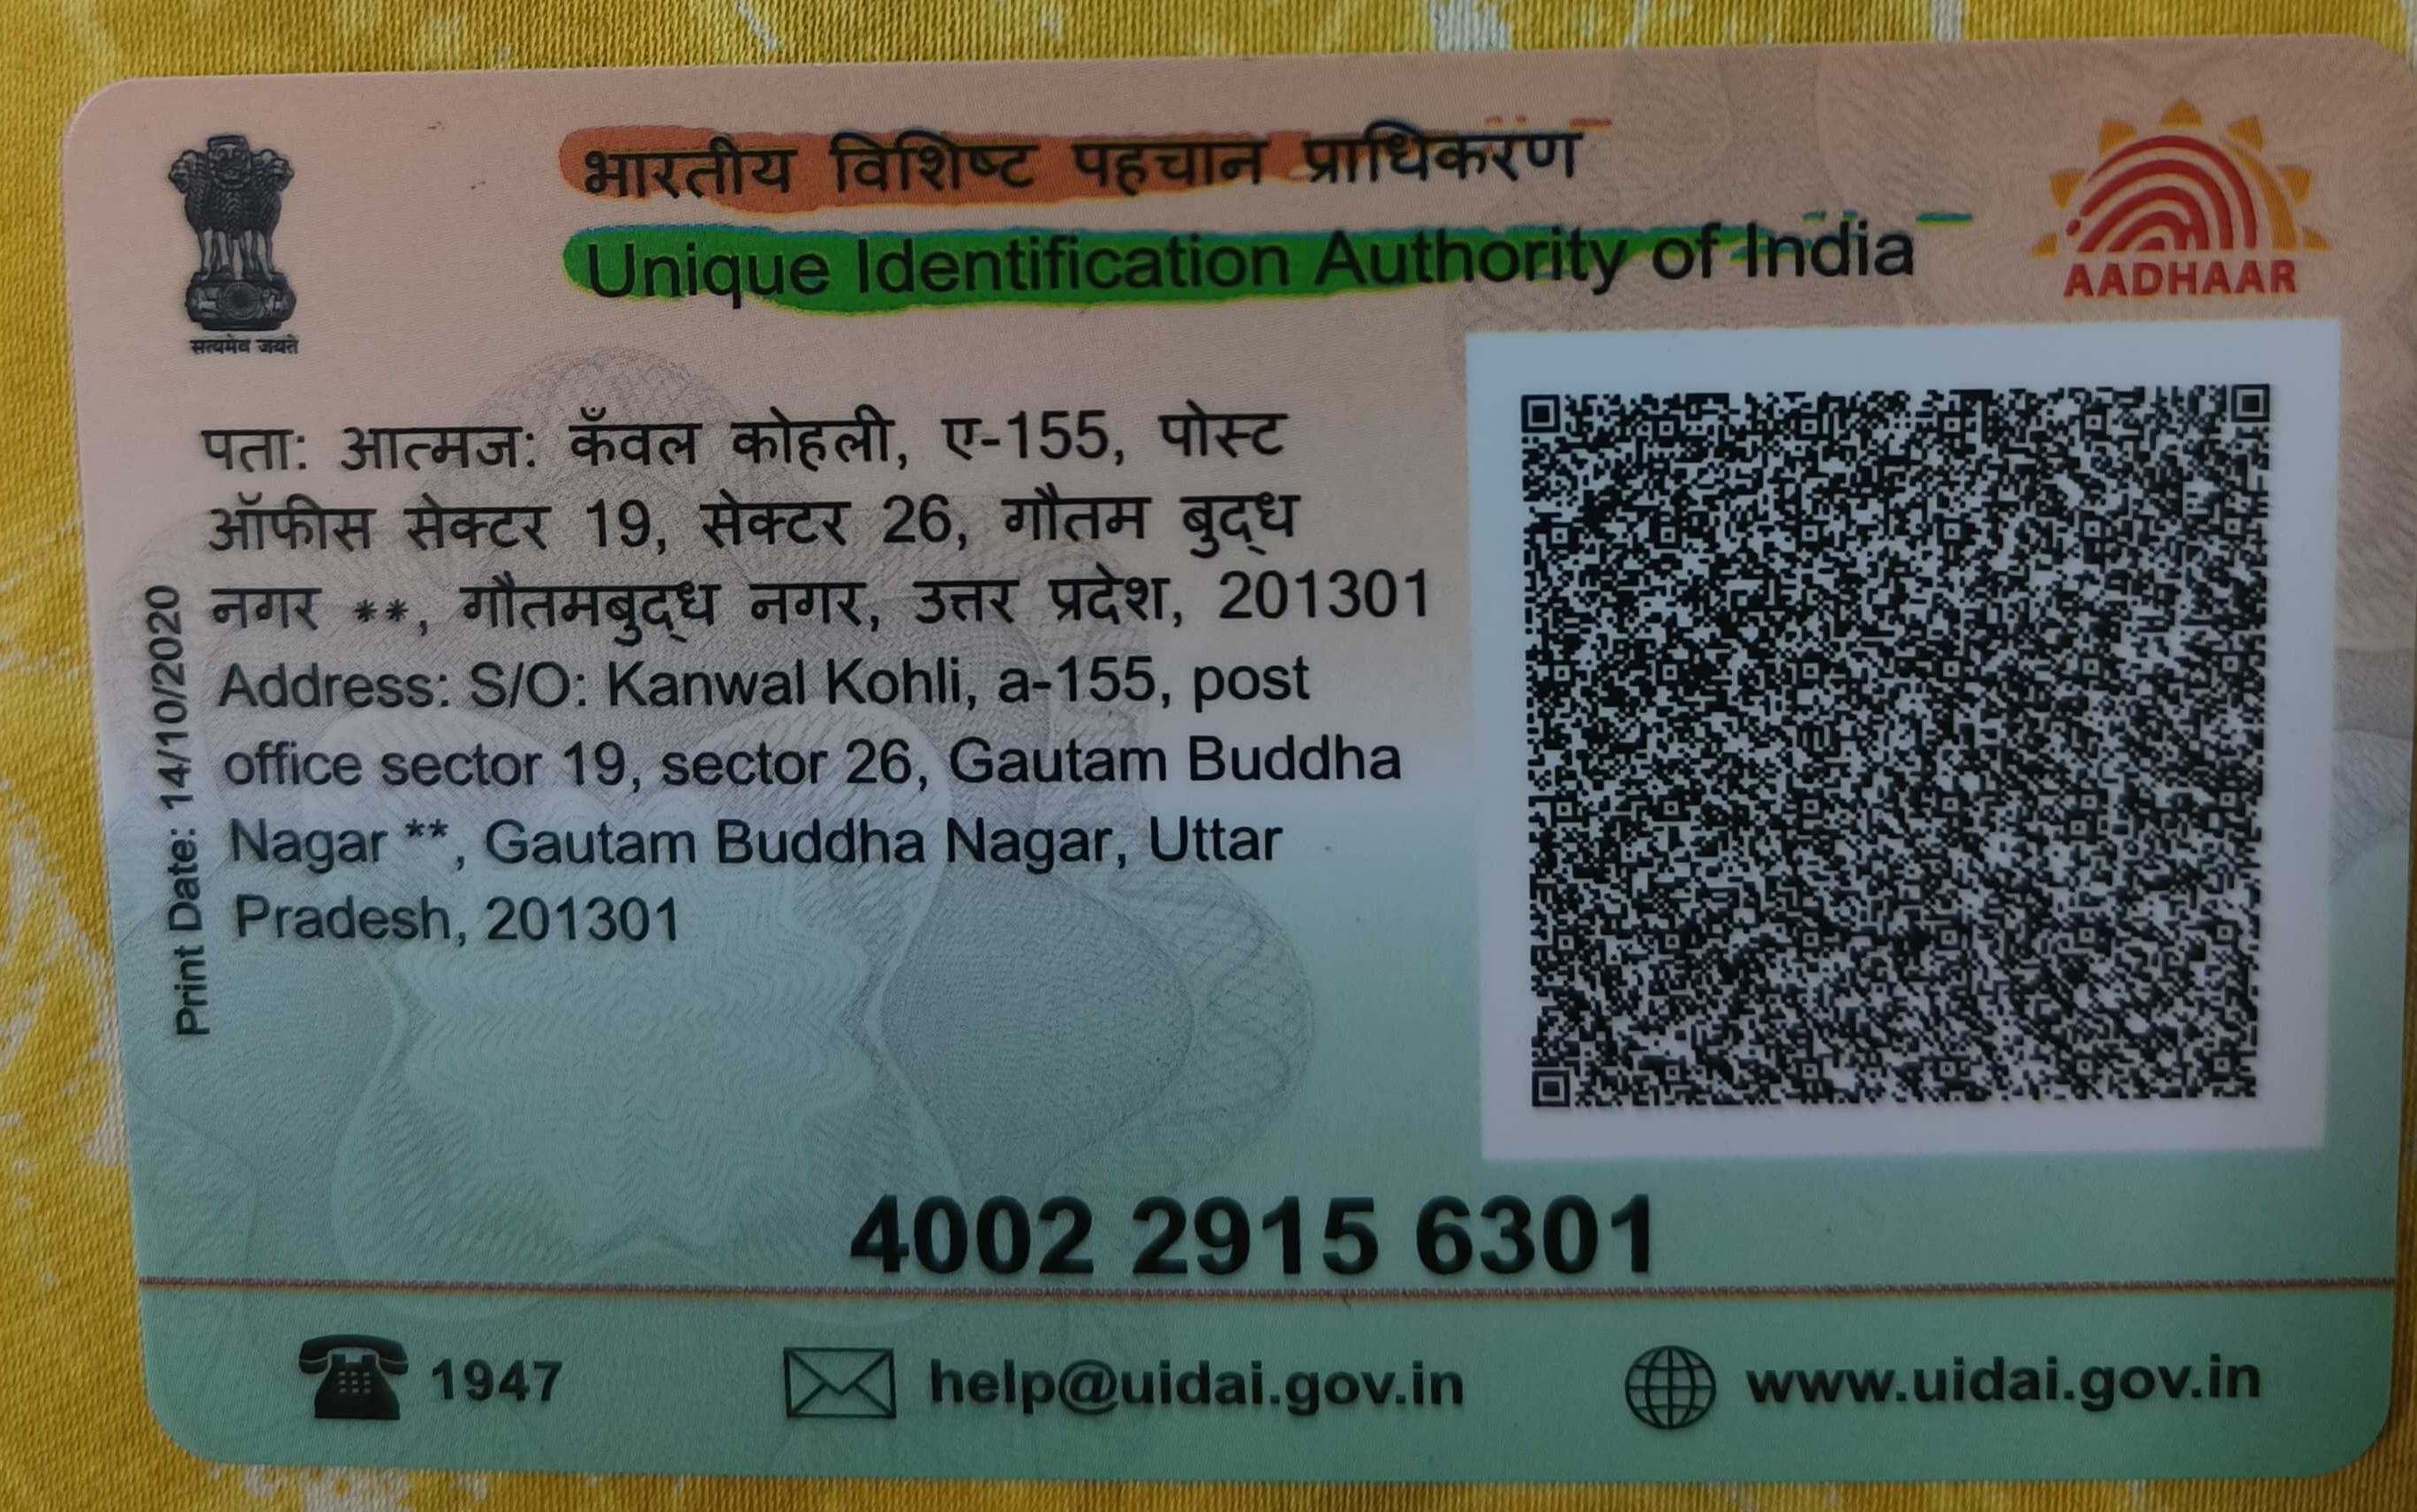 भारतीय विशिष्ट पहचान प्राधिकरण
Unique Identification Authority of India
AADHAAR
सत्यमेव जयते
पता: आत्मज: कँवल कोहली, ए-155, पोस्ट
ऑफीस सेक्टर 19, सेक्टर 26, गौतम बुद्ध
नगर **, गौतमबुद्ध नगर, उत्तर प्रदेश, 201301
Address: S/O: Kanwal Kohli, a-155, post
office sector 19, sector 26, Gautam Buddha
Nagar **, Gautam Buddha Nagar, Uttar
Pradesh, 201301
Print Date: 14/10/2020
4002 2915 6301
1947
help@uidai.gov.in
www.uidai.gov.in